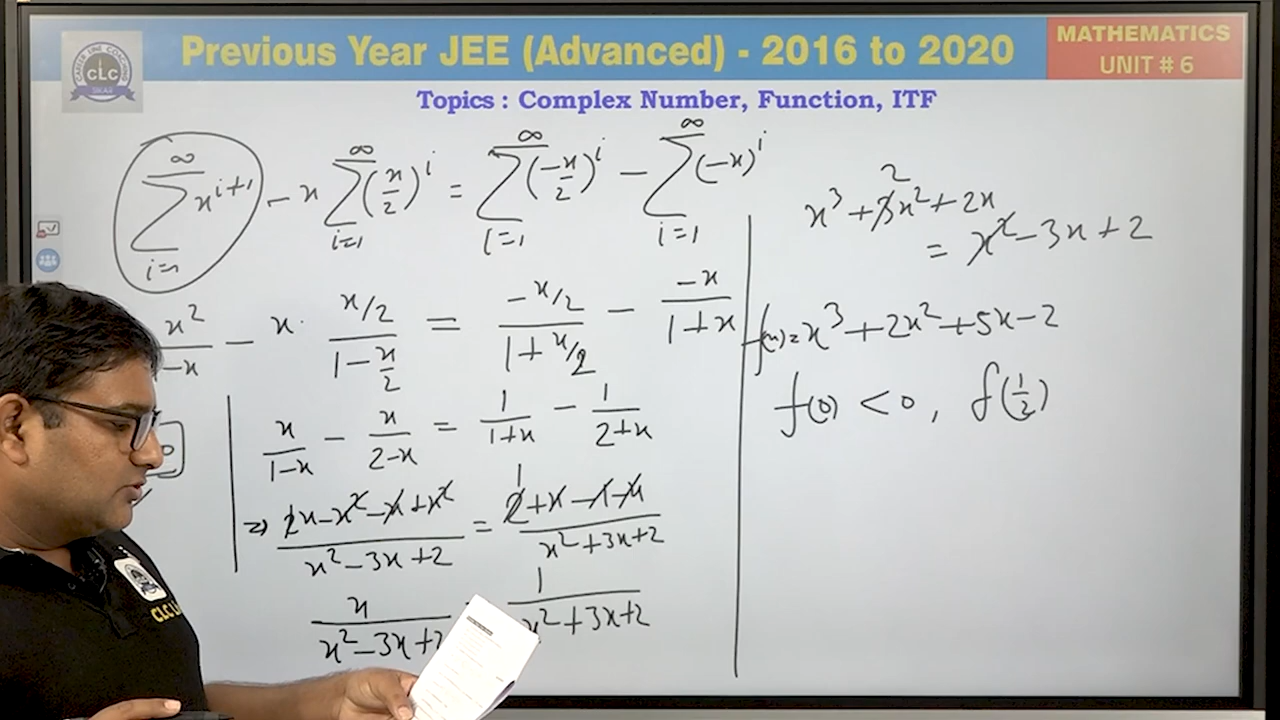 Previous Year JEE (Advanced) - 2016 to 2020
MATHEMATICS
UNIT # 6
CLC
SIKAR
Topics : Complex Number, Function, ITF
∞ ∑ i=1 x^{i+1} - x ∞ ∑ i=1 (x/2)^i = ∞ ∑ i=1 (-x/2)^i - ∞ ∑ i=1 (-x)^i
x²/-x - x · (x/2)/(1 - x/2) = (-x/2)/(1 + x/2) - (-x)/(1+x)
x/(1-x) - x/(2-x) = 1/(1+x) - 1/(2+x)
=> (2x - x² - x + x²)/(x² - 3x + 2) = 1 (2 + x - 1 - x)/(x² + 3x + 2)
x/(x² - 3x + 2 1/(x² + 3x + 2)
x³ + 3x² 2 + 2x
= x² - 3x + 2
f(x) = x³ + 2x² + 5x - 2
f(0) < 0, f(1/2)
CLC